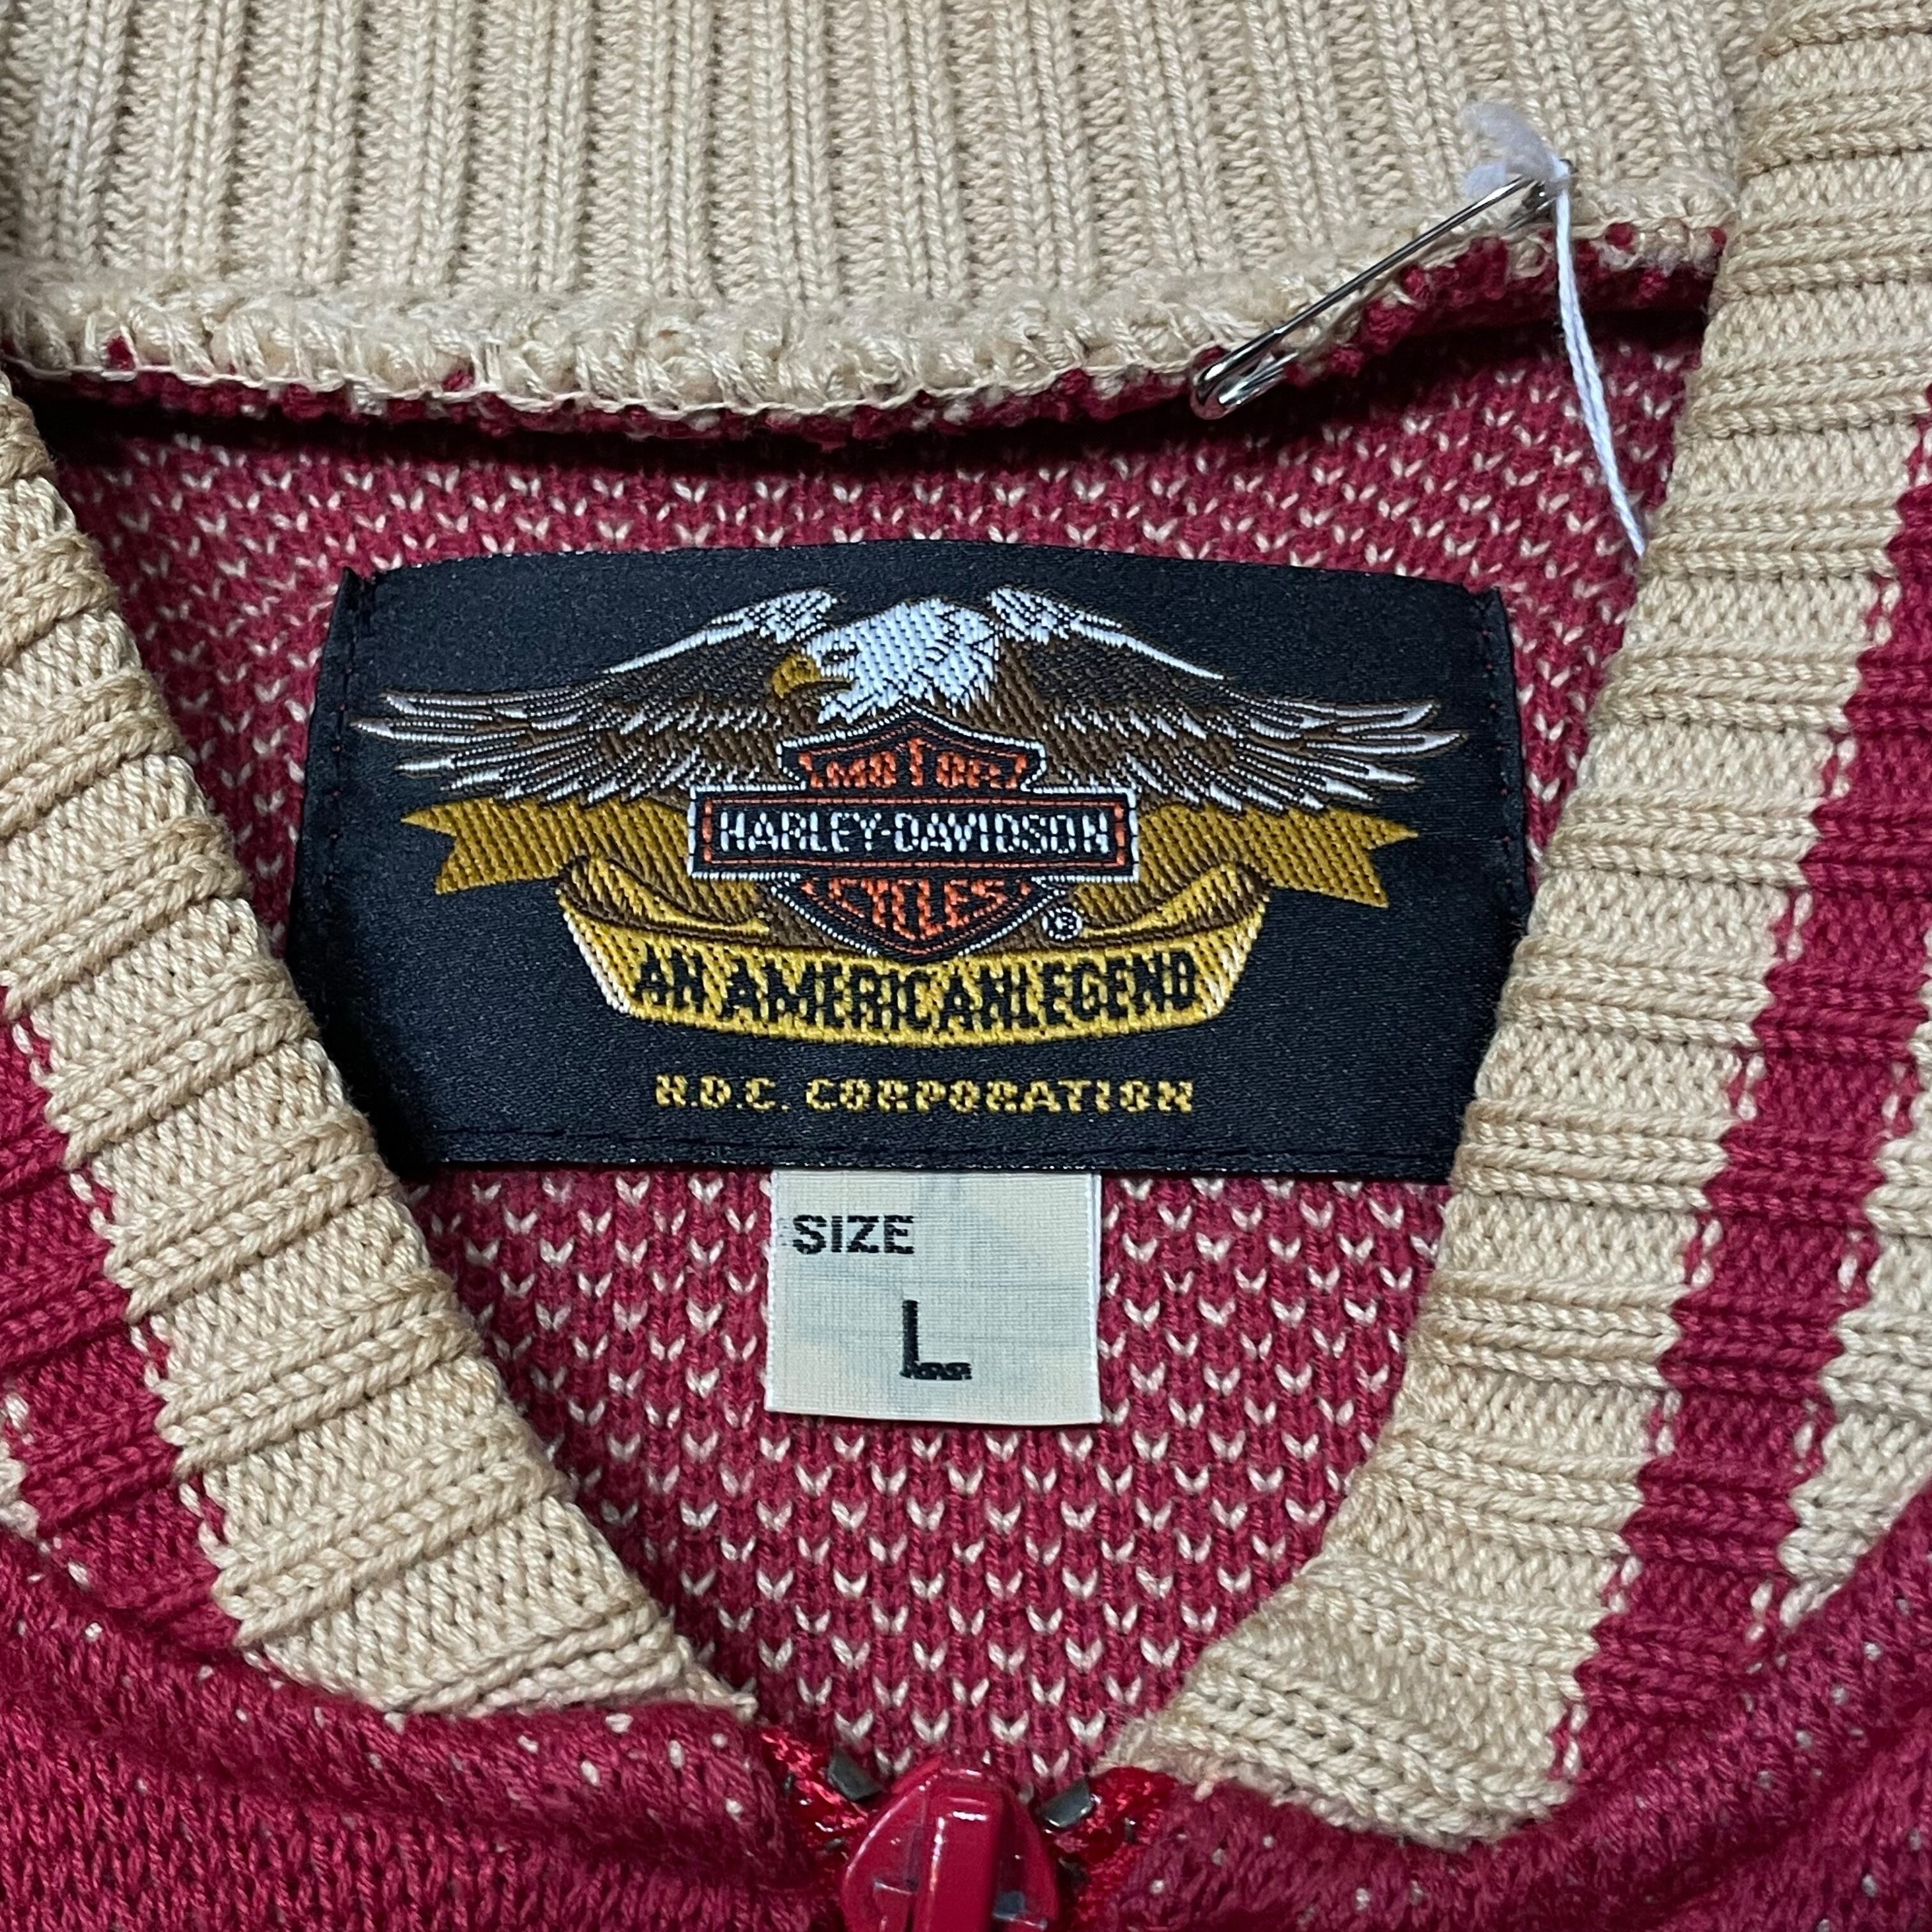 MOTOR
HARLEY-DAVIDSON
CYCLES
®
AN AMERICAN LEGEND
H.D.C. CORPORATION
SIZE
L